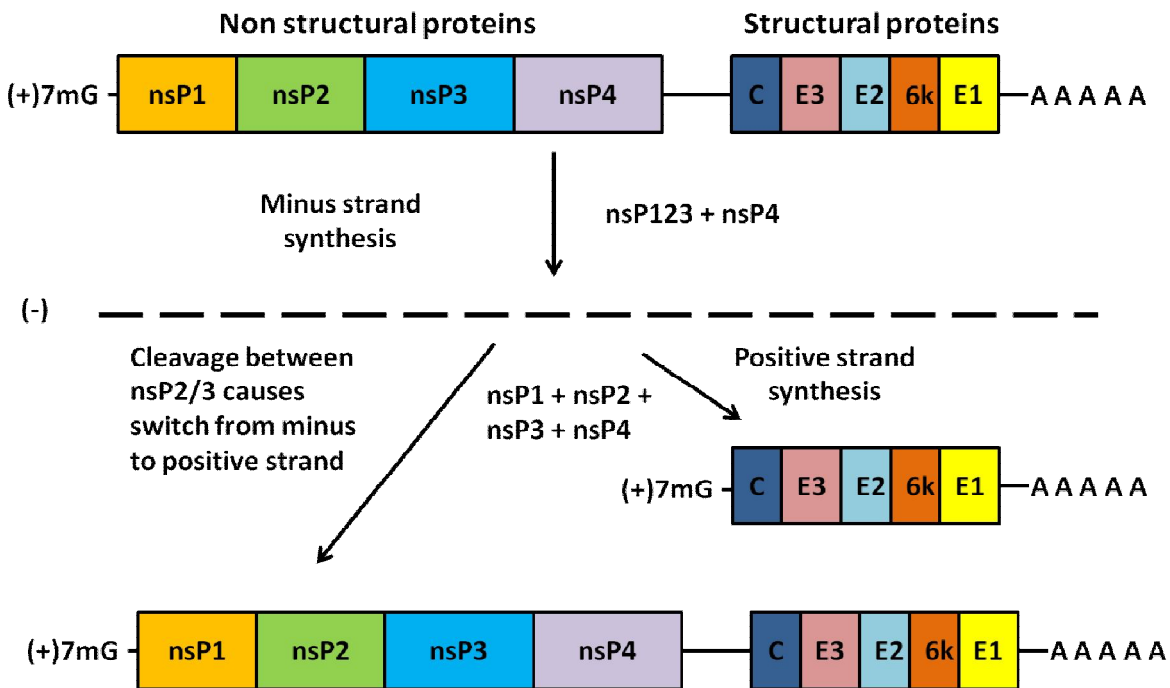 Non structural proteins
Structural proteins
(+)7mG
nsP1
nsP2
nsP3
nsP4
C
E3
E2
6k
E1
A A A A A
Minus strand
synthesis
nsP123 + nsP4
(-)
Cleavage between
nsP2/3 causes
switch from minus
to positive strand
nsP1 + nsP2 +
nsP3 + nsP4
Positive strand
synthesis
(+)7mG
C
E3
E2
6k
E1
A A A A A
(+)7mG
nsP1
nsP2
nsP3
nsP4
C
E3
E2
6k
E1
A A A A A